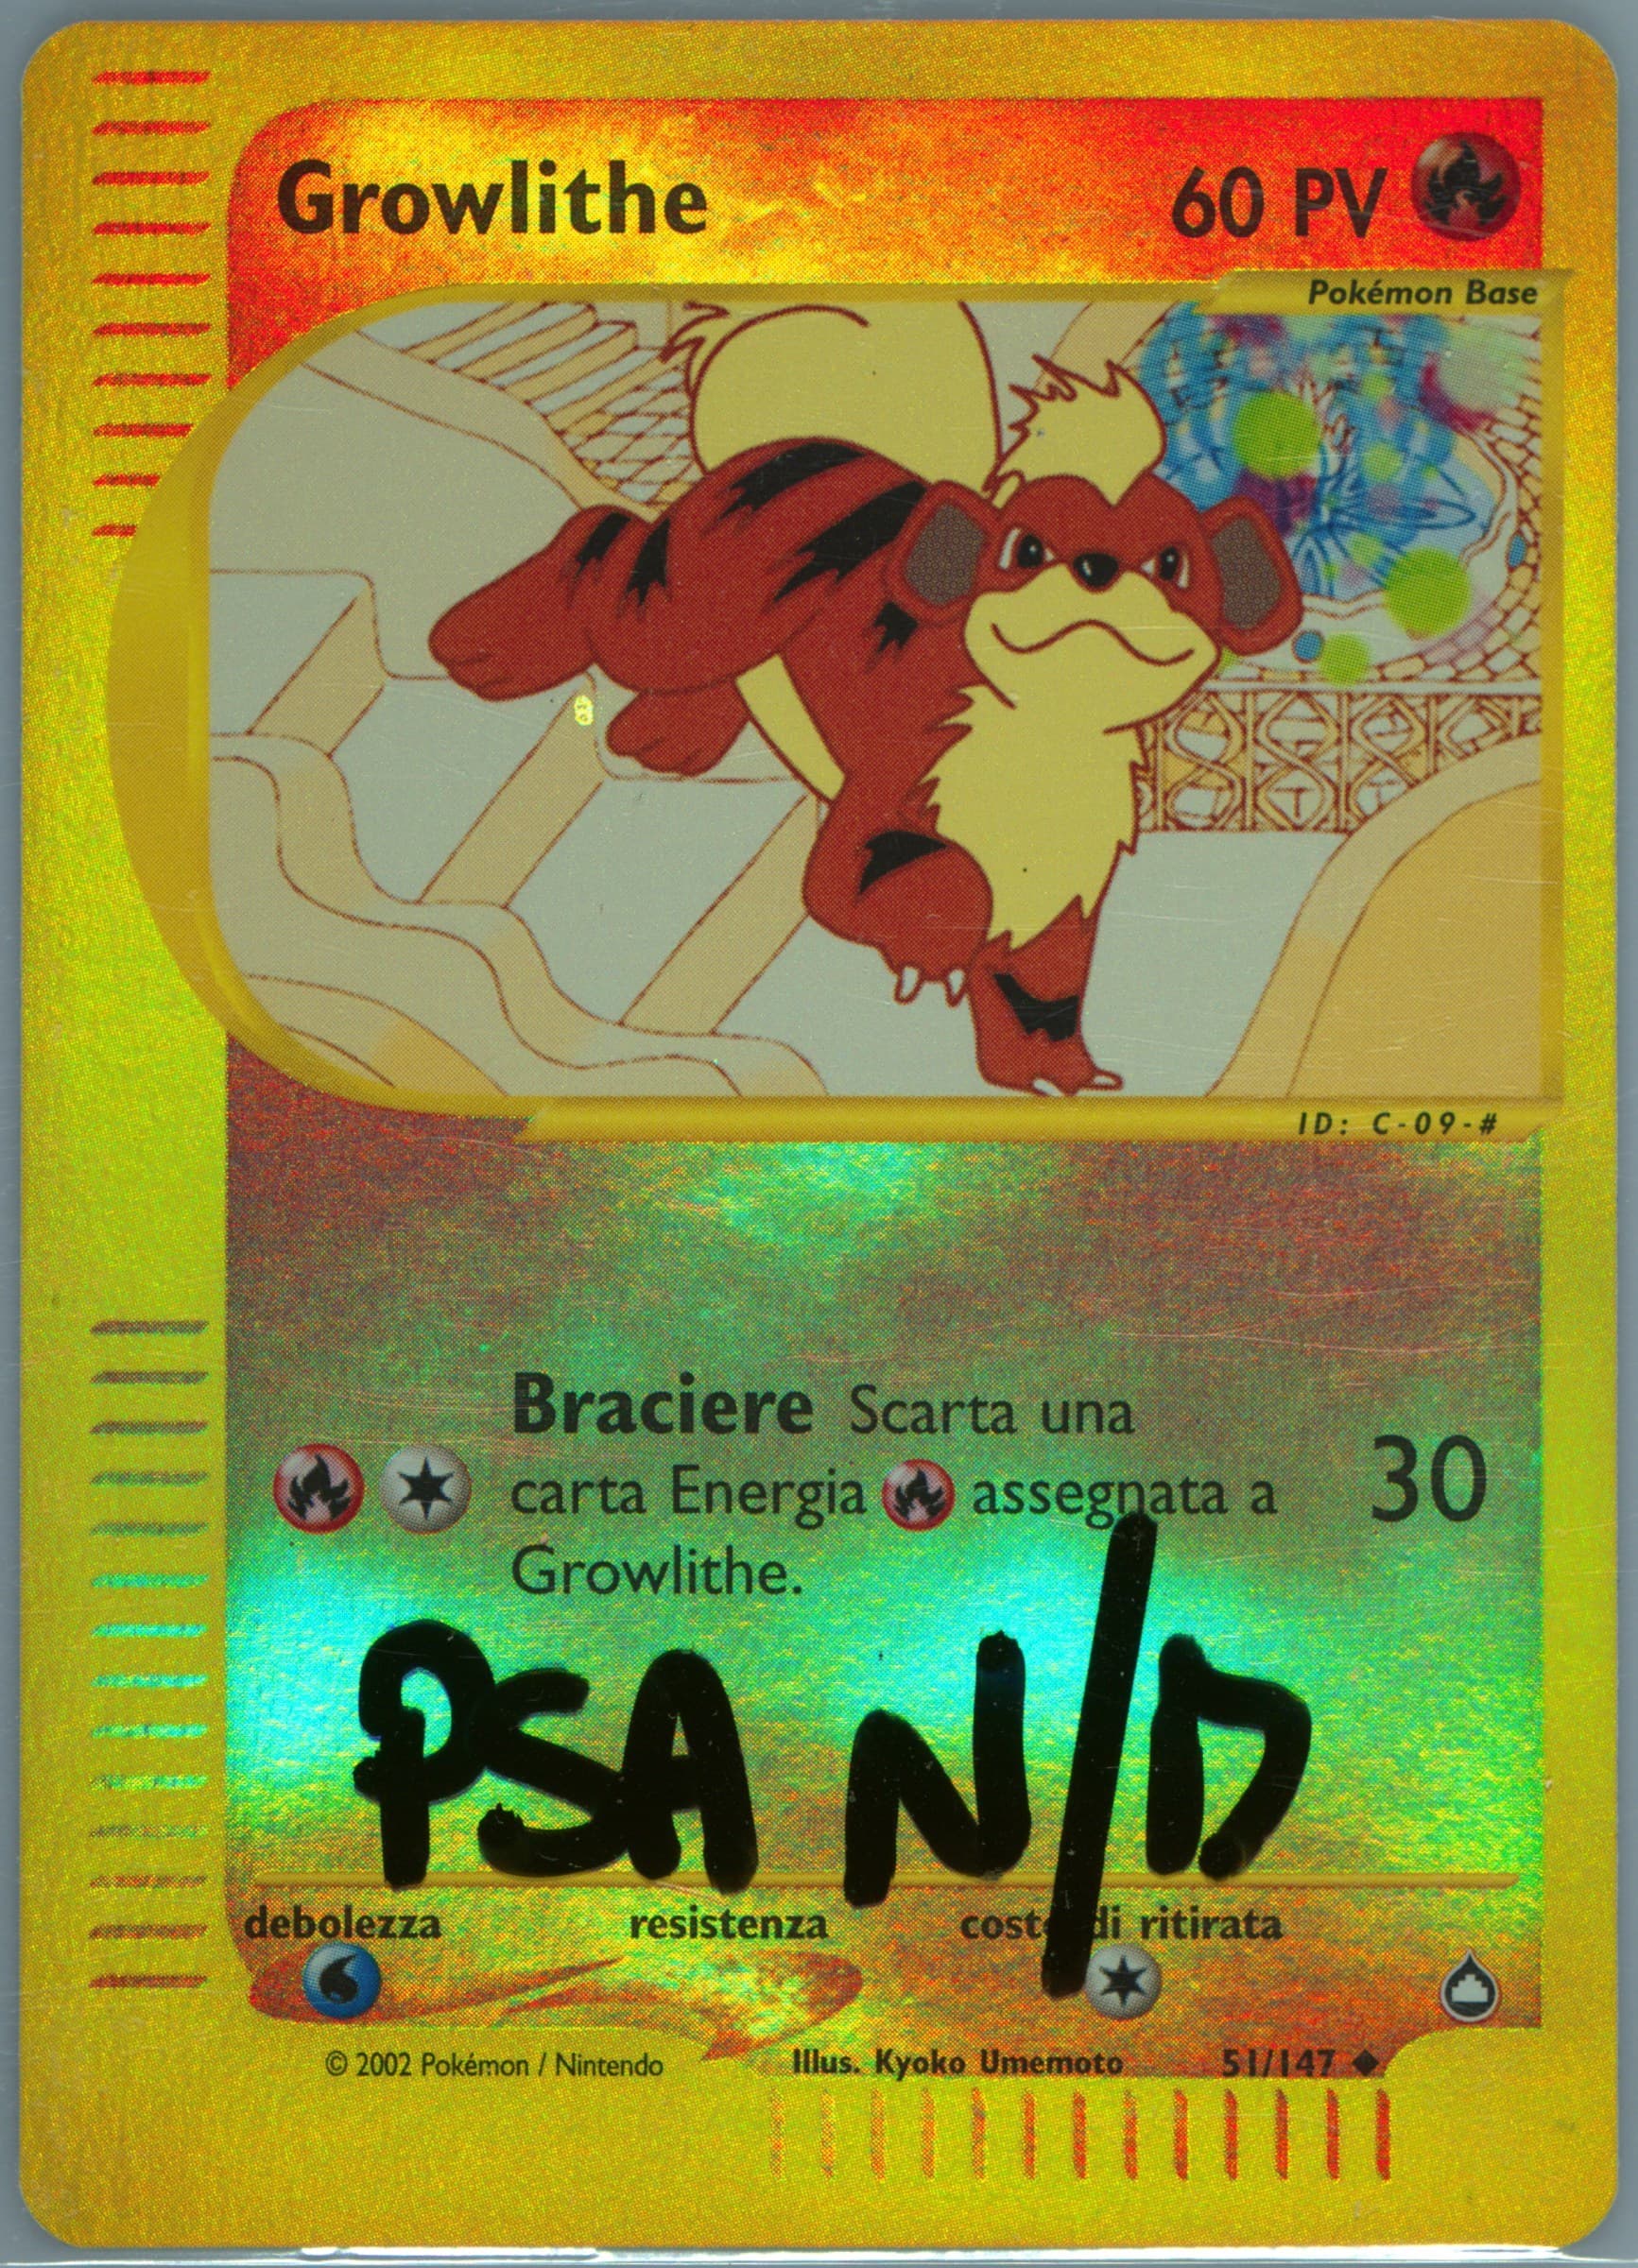 Growlithe 60 PV
Pokémon Base
ID: C-09-#
Braciere Scarta una
carta Energia assegnata a
Growlithe.
30
PSA N/D
debolezza resistenza costo di ritirata
© 2002 Pokémon / Nintendo Illus. Kyoko Umemoto 51/147